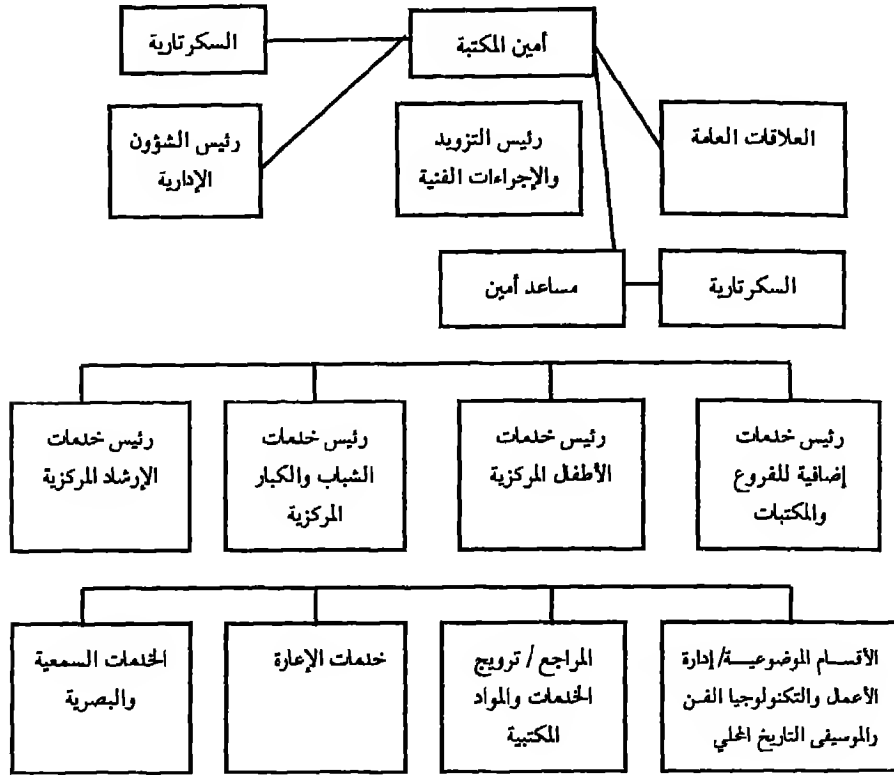 أمين المكتبة
السكرتارية
العلاقات العامة
رئيس التزويد
والإجراءات الفنية
رئيس الشؤون
الإدارية
السكرتارية
مساعد أمين
رئيس خدمات
إضافية للفروع
والمكتبات
رئيس خدمات
الأطفال المركزية
رئيس خدمات
الشباب والكبار
المركزية
رئيس خدمات
الإرشاد المركزية
الأقسام الموضوعية/ إدارة
الأعمال والتكنولوجيا الفن
والموسيقى التاريخ المحلي
المراجع / ترويج
الخدمات والمواد
المكتبية
خدمات الإعارة
الخدمات السمعية
والبصرية